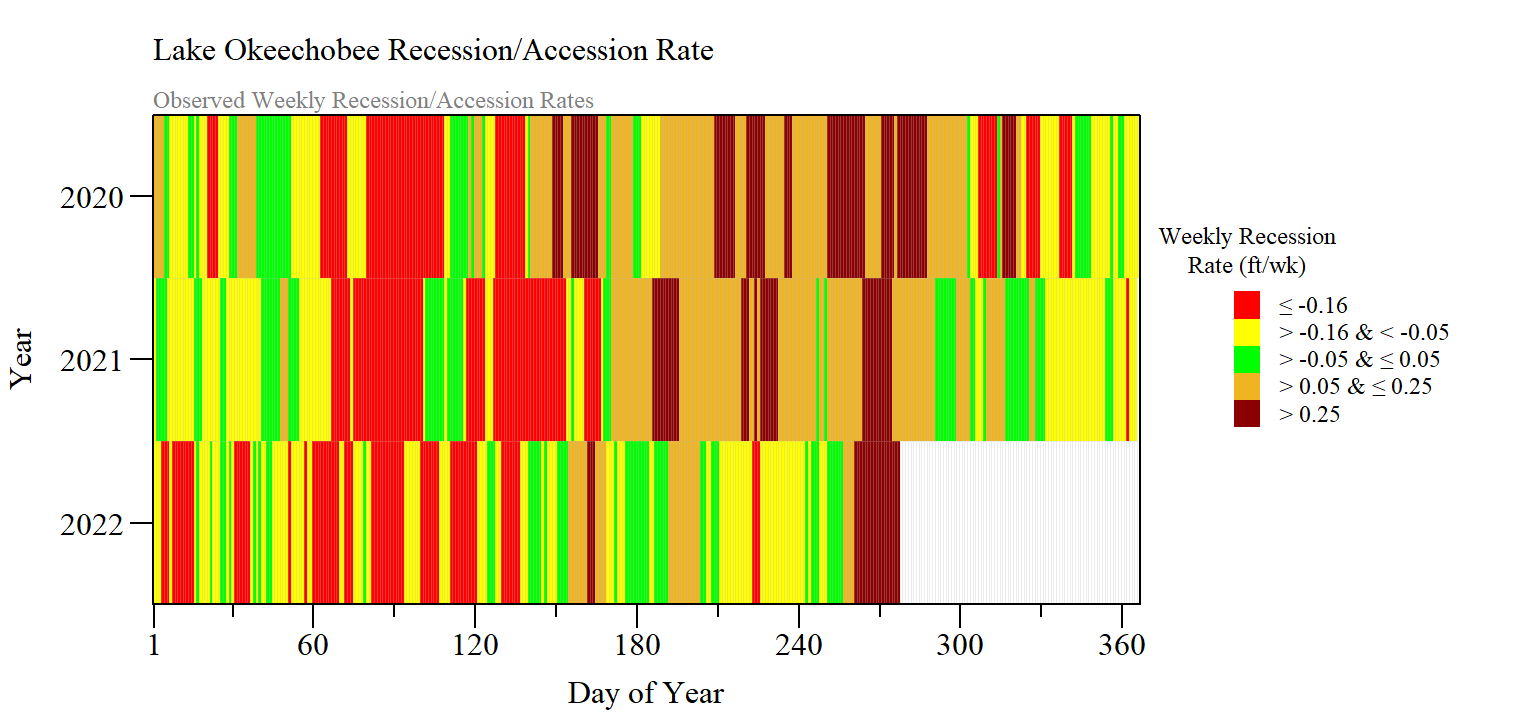 Lake Okeechobee Recession/Accession Rate
Observed Weekly Recession/Accession Rates
Year
2020
2021
2022
1 60 120 180 240 300 360
Day of Year
Weekly Recession
Rate (ft/wk)
≤ -0.16
> -0.16 & < -0.05
> -0.05 & ≤ 0.05
> 0.05 & ≤ 0.25
> 0.25